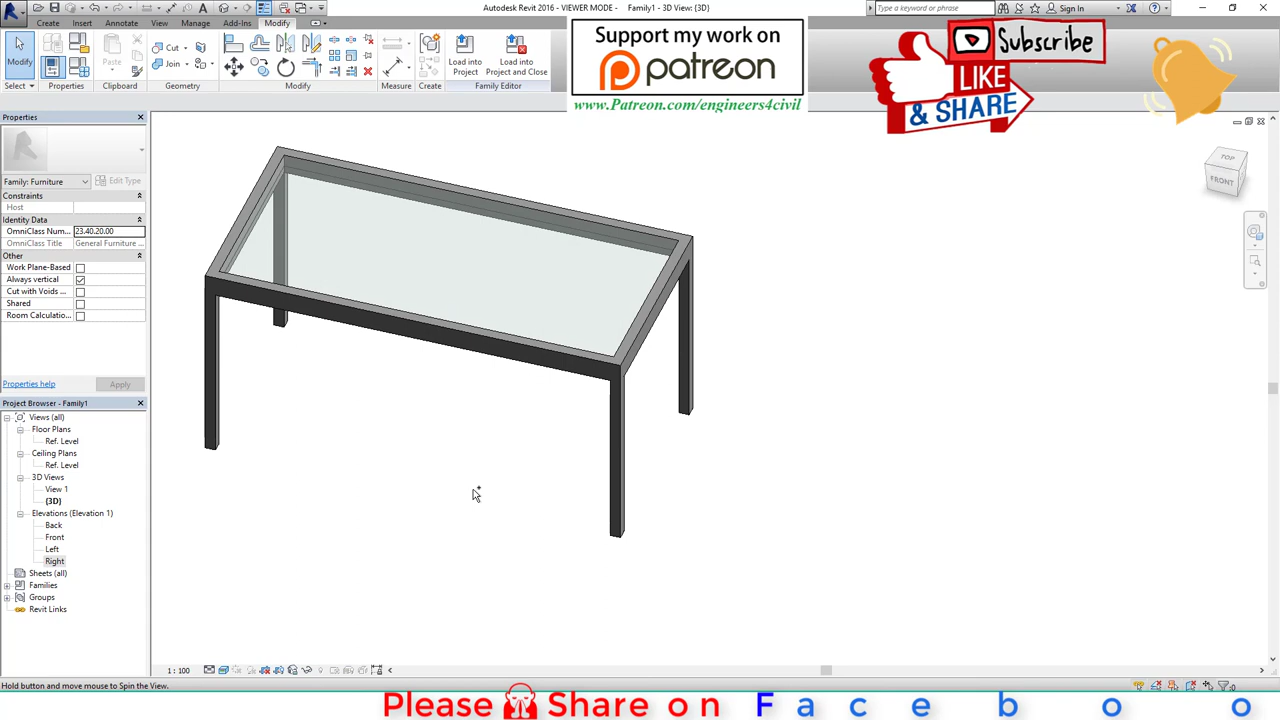 Autodesk Revit 2016 - VIEWER MODE - Family1 - 3D View: {3D}
Type a keyword or phrase
Sign In
Create Insert Annotate View Manage Add-Ins Modify
Modify
Paste
Cut
Join
Load into Project
Load into Project and Close
Select Properties Clipboard Geometry Modify Measure Create Family Editor
Support my work on
patreon
www.Patreon.com/engineers4civil
Subscribe
LIKE
& SHARE
Properties
Family: Furniture
Edit Type
Constraints
Host
Identity Data
OmniClass Num... 23.40.20.00
OmniClass Title General Furniture ...
Other
Work Plane-Based
Always vertical
Cut with Voids ...
Shared
Room Calculatio...
Properties help
Apply
Project Browser - Family1
Views (all)
Floor Plans
Ref. Level
Ceiling Plans
Ref. Level
3D Views
View 1
{3D}
Elevations (Elevation 1)
Back
Front
Left
Right
Sheets (all)
Families
Groups
Revit Links
TOP
FRONT
1 : 100
Hold button and move mouse to Spin the View.
:0
Please Share on F a c e b o o